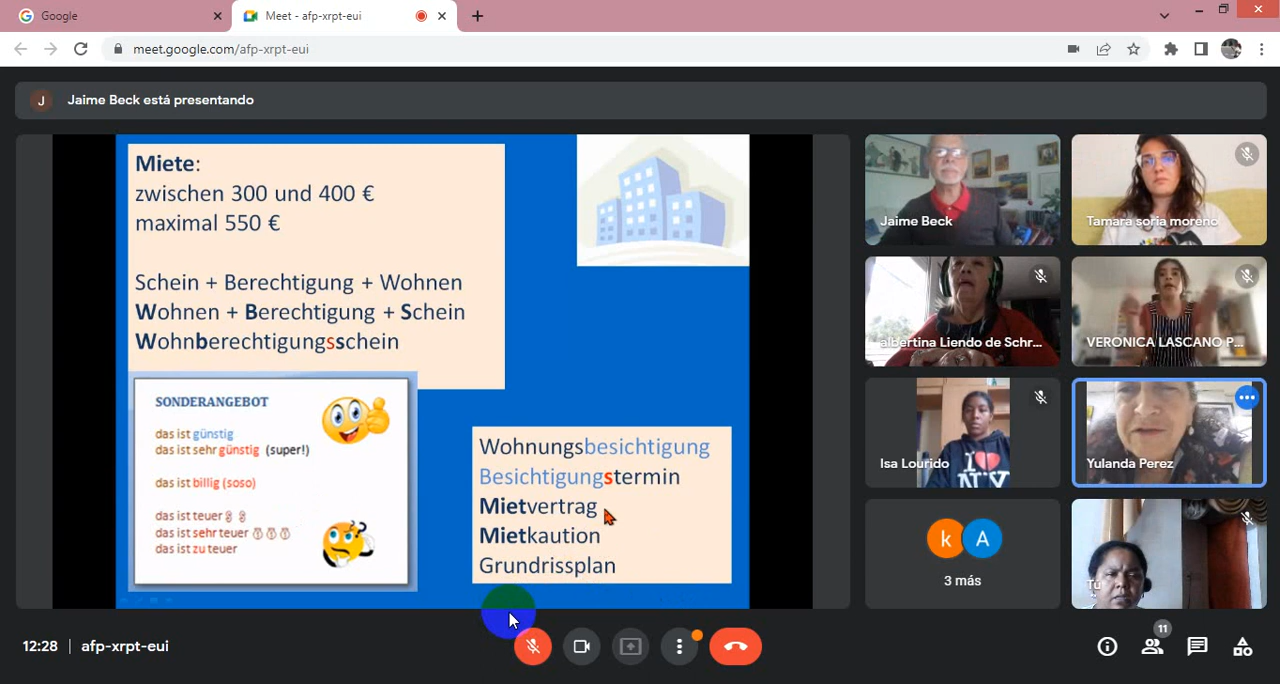 Google
Meet - afp-xrpt-eui
meet.google.com/afp-xrpt-eui
J
Jaime Beck está presentando
Miete:
zwischen 300 und 400 €
maximal 550 €
Schein + Berechtigung + Wohnen
Wohnen + Berechtigung + Schein
Wohnberechtigungsschein
SONDERANGEBOT
das ist günstig
das ist sehr günstig (super!)
das ist billig (soso)
das ist teuer
das ist sehr teuer
das ist zu teuer
Wohnungsbesichtigung
Besichtigungstermin
Mietvertrag
Mietkaution
Grundrissplan
Jaime Beck
Tamara soria moreno
albertina Liendo de Schr...
VERONICA LASCANO P...
I NY
Isa Lourido
Yulanda Perez
k A
3 más
Tú
12:28 | afp-xrpt-eui
11